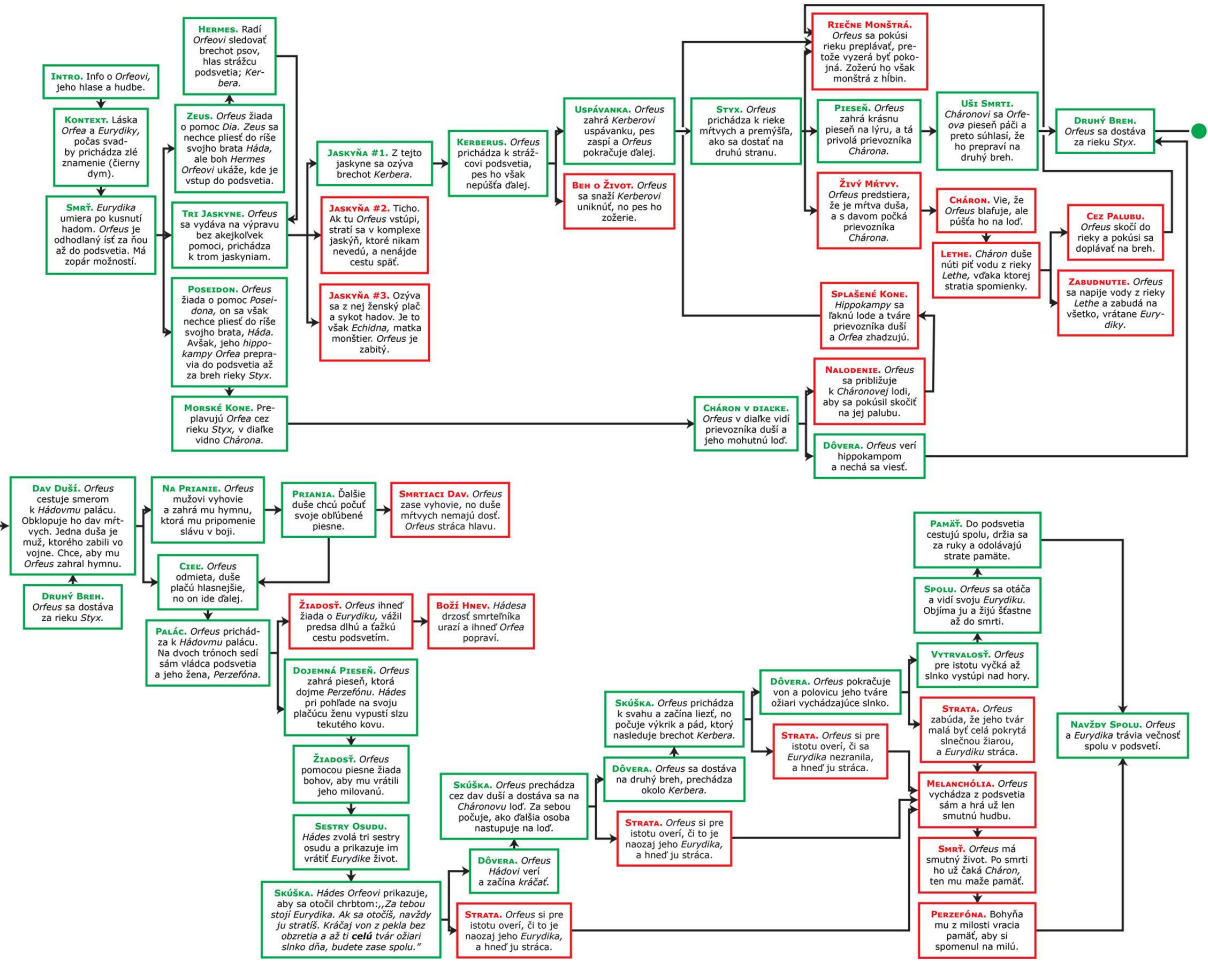 INTRO. Info o Orfeovi,
jeho hlase a hudbe.
KONTEXT. Láska
Orfea a Eurydiky,
počas svad-
by prichádza zlé
znamenie (čierny
dym).
SMRŤ. Eurydika
umiera po kusnutí
hadom. Orfeus je
odhodlaný ísť za ňou
až do podsvetia. Má
zopár možností.
HERMES. Radí
Orfeovi sledovať
brechot psov,
hlas strážcu
podsvetia; Ker-
bera.
ZEUS. Orfeus žiada
o pomoc Dia. Zeus sa
nechce pliesť do ríše
svojho brata Háda,
ale boh Hermes
Orfeovi ukáže, kde je
vstup do podsvetia.
TRI JASKYNE. Orfeus
sa vydáva na výpravu
bez akejkoľvek
pomoci, prichádza
k trom jaskyniam.
POSEIDON. Orfeus
žiada o pomoc Posei-
dona, on sa však
nechce pliesť do ríše
svojho brata, Háda.
Avšak, jeho hippo-
kampy Orfea prepra-
via do podsvetia až
za breh rieky Styx.
MORSKÉ KONE. Pre-
plavujú Orfea cez
rieku Styx, v diaľke
vidno Chárona.
JASKYŇA #1. Z tejto
jaskyne sa ozýva
brechot Kerbera.
JASKYŇA #2. Ticho.
Ak tu Orfeus vstúpi,
stratí sa v komplexe
jaskýň, ktoré nikam
nevedú, a nenájde
cestu späť.
JASKYŇA #3. Ozýva
sa z nej ženský plač
a sykot hadov. Je to
však Echidna, matka
monštier. Orfeus je
zabitý.
KERBERUS. Orfeus
prichádza k stráž-
covi podsvetia,
pes ho však
nepúšťa ďalej.
USPÁVANKA. Orfeus
zahrá Kerberovi
uspávanku, pes
zaspí a Orfeus
pokračuje ďalej.
BEH O ŽIVOT. Orfeus
sa snaží Kerberovi
uniknúť, no pes ho
zožerie.
STYX. Orfeus
prichádza k rieke
mŕtvych a premýšľa,
ako sa dostať na
druhú stranu.
RIEČNE MONŠTRÁ.
Orfeus sa pokúsi
rieku preplávať, pre-
tože vyzerá byť poko-
jná. Zožerú ho však
monštrá z hĺbin.
PIESEŇ. Orfeus
zahrá krásnu
pieseň na lýru, a tá
privolá prievozníka
Chárona.
UŠI SMRTI.
Cháronovi sa Orfe-
ova pieseň páči a
preto súhlasí, že
ho prepraví na
druhý breh.
DRUHÝ BREH.
Orfeus sa dostáva
za rieku Styx.
ŽIVÝ MŔTVY.
Orfeus predstiera,
že je mŕtva duša,
a s davom počká
prievozníka
Chárona.
CHÁRON. Vie, že
Orfeus blafuje, ale
púšťa ho na loď.
LETHE. Cháron duše
núti piť vodu z rieky
Lethe, vďaka ktorej
stratia spomienky.
CEZ PALUBU.
Orfeus skočí do
rieky a pokúsi sa
doplávať na breh.
ZABUDNUTIE. Orfeus
sa napije vody z rieky
Lethe a zabudá na
všetko, vrátane Eury-
diky.
SPLAŠENÉ KONE.
Hippokampy sa
ľaknú lode a tváre
prievozníka duší
a Orfea zhadzujú.
NALODENIE. Orfeus
sa približuje
k Cháronovej lodi,
aby sa pokúsil skočiť
na jej palubu.
CHÁRON V DIAĽKE.
Orfeus v diaľke vidí
prievozníka duší a
jeho mohutnú loď.
DÔVERA. Orfeus verí
hippokampom
a nechá sa viesť.
DAV DUŠÍ. Orfeus
cestuje smerom
k Hádovmu palácu.
Obklopuje ho dav mŕt-
vych. Jedna duša je
muž, ktorého zabili vo
vojne. Chce, aby mu
Orfeus zahral hymnu.
DRUHÝ BREH.
Orfeus sa dostáva
za rieku Styx.
NA PRIANIE. Orfeus
mužovi vyhovie
a zahrá mu hymnu,
ktorá mu pripomenie
slávu v boji.
PRIANIA. Ďalšie
duše chcú počuť
svoje obľúbené
piesne.
SMRTIACI DAV. Orfeus
zase vyhovie, no duše
mŕtvych nemajú dosť.
Orfeus stráca hlavu.
CIEĽ. Orfeus
odmieta, duše
plačú hlasnejšie,
no on ide ďalej.
PALÁC. Orfeus prichád-
za k Hádovmu palácu.
Na dvoch trónoch sedí
sám vládca podsvetia
a jeho žena, Perzefóna.
ŽIADOSŤ. Orfeus ihneď
žiada o Eurydiku, vážil
predsa dlhú a ťažkú
cestu podsvetím.
BOŽÍ HNEV. Hádesa
drzosť smrteľníka
urazí a ihneď Orfea
popraví.
DOJEMNÁ PIESEŇ. Orfeus
zahrá pieseň, ktorá
dojme Perzefónu. Hádes
pri pohľade na svoju
plačúcu ženu vypustí slzu
tekutého kovu.
ŽIADOSŤ. Orfeus
pomocou piesne žiada
bohov, aby mu vrátili
jeho milovanú.
SESTRY OSUDU.
Hádes zvolá tri sestry
osudu a prikazuje im
vrátiť Eurydike život.
SKÚŠKA. Hádes Orfeovi prikazuje,
aby sa otočil chrbtom:,,Za tebou
stojí Eurydika. Ak sa otočíš, navždy
ju stratíš. Kráčaj von z pekla bez
obzretia a až ti celú tvár ožiari
slnko dňa, budete zase spolu."
DÔVERA. Orfeus
Hádovi verí
a začína kráčať.
STRATA. Orfeus si pre
istotu overí, či to je
naozaj jeho Eurydika,
a hneď ju stráca.
SKÚŠKA. Orfeus prechádza
cez dav duší a dostáva sa na
Cháronovu loď. Za sebou
počuje, ako ďalšia osoba
nastupuje na loď.
DÔVERA. Orfeus sa dostáva
na druhý breh, prechádza
okolo Kerbera.
STRATA. Orfeus si pre
istotu overí, či to je
naozaj jeho Eurydika,
a hneď ju stráca.
SKÚŠKA. Orfeus prichádza
k svahu a začína liezť, no
počuje výkrik a pád, ktorý
nasleduje brechot Kerbera.
DÔVERA. Orfeus pokračuje
von a polovicu jeho tváre
ožiari vychádzajúce slnko.
STRATA. Orfeus si pre
istotu overí, či sa
Eurydika nezranila,
a hneď ju stráca.
PAMÄŤ. Do podsvetia
cestujú spolu, držia sa
za ruky a odolávajú
strate pamäte.
SPOLU. Orfeus sa otáča
a vidí svoju Eurydiku.
Objíma ju a žijú šťastne
až do smrti.
VYTRVALOSŤ. Orfeus
pre istotu vyčká až
slnko vystúpi nad hory.
STRATA. Orfeus
zabúda, že jeho tvár
malá byť celá pokrytá
slnečnou žiarou,
a Eurydiku stráca.
MELANCHÓLIA. Orfeus
vychádza z podsvetia
sám a hrá už len
smutnú hudbu.
SMRŤ. Orfeus má
smutný život. Po smrti
ho už čaká Cháron,
ten mu maže pamäť.
PERZEFÓNA. Bohyňa
mu z milosti vracia
pamäť, aby si
spomenul na milú.
NAVŽDY SPOLU. Orfeus
a Eurydika trávia večnosť
spolu v podsvetí.